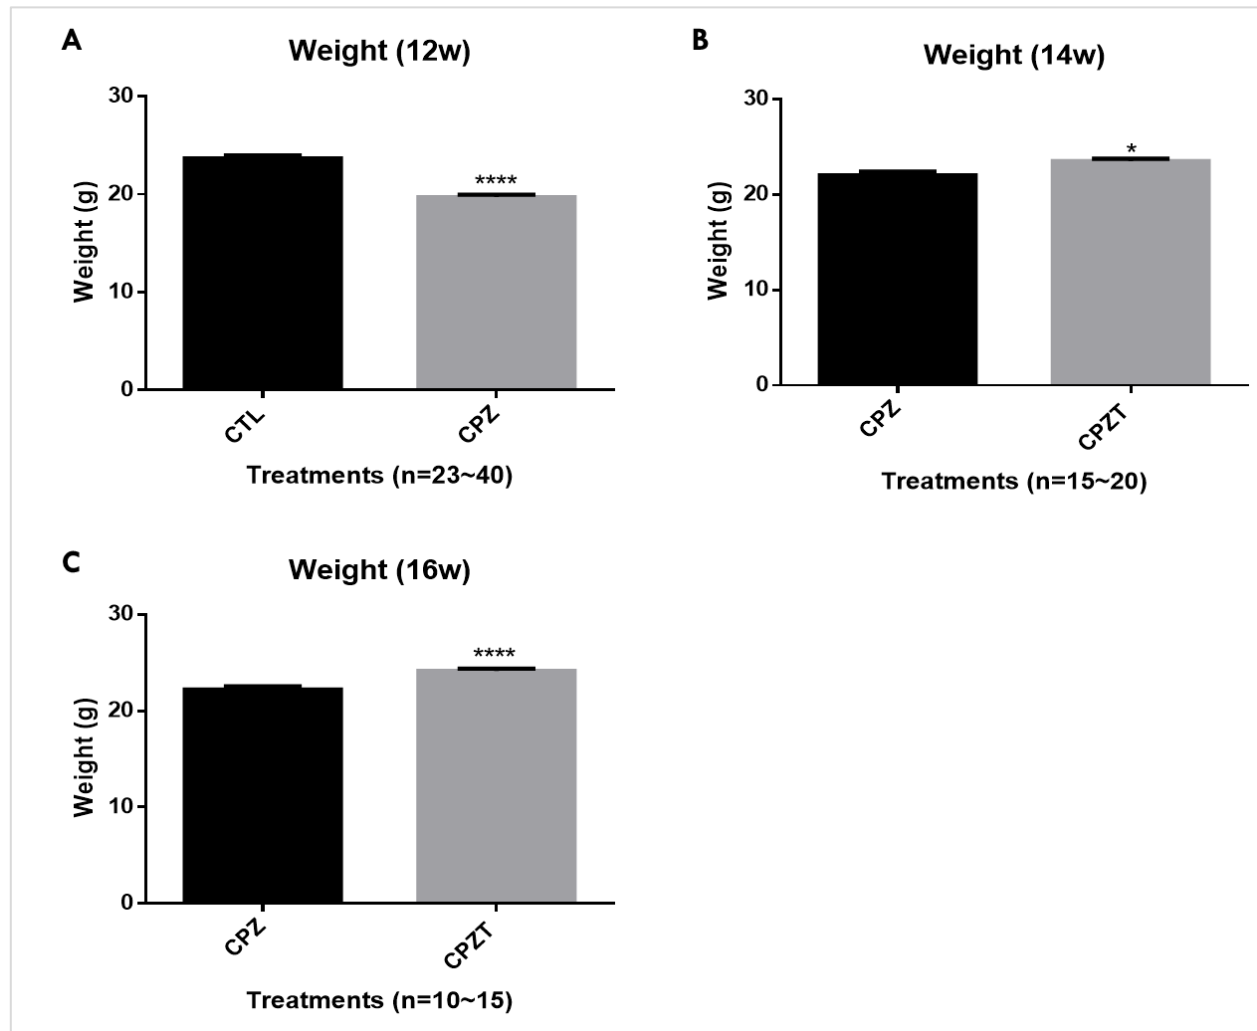 A
Weight (12w)
30
20
10
0
Weight (g)
****
CTL
CPZ
Treatments (n=23~40)
B
Weight (14w)
30
20
10
0
Weight (g)
*
CPZ
CPZT
Treatments (n=15~20)
C
Weight (16w)
30
20
10
0
Weight (g)
****
CPZ
CPZT
Treatments (n=10~15)